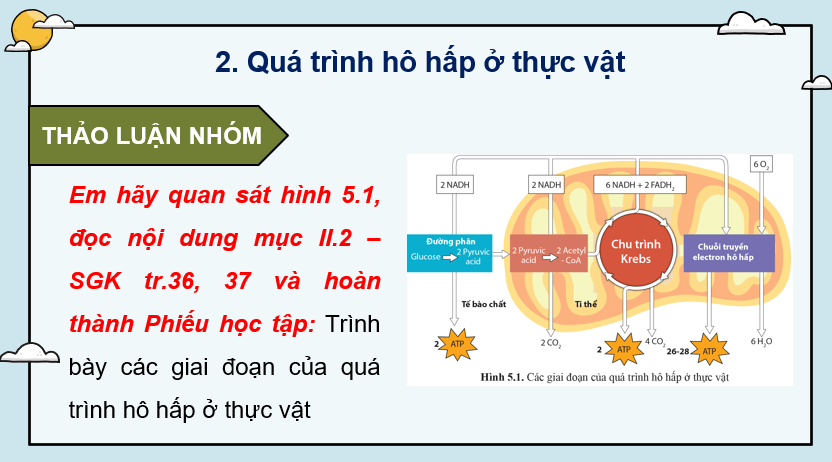 2. Quá trình hô hấp ở thực vật
THẢO LUẬN NHÓM
Em hãy quan sát hình 5.1,
đọc nội dung mục II.2 –
SGK tr.36, 37 và hoàn
thành Phiếu học tập: Trình
bày các giai đoạn của quá
trình hô hấp ở thực vật
6 O₂
2 NADH
2 NADH
6 NADH + 2 FADH₂
Đường phân
Glucose
2 Pyruvic
acid
2 Pyruvic
acid
2 Acetyl
- CoA
Chu trình
Krebs
Chuỗi truyền
electron hô hấp
Tế bào chất
Ti thể
2 ATP
2 CO₂
2 ATP
4 CO₂
26-28 ATP
6 H₂O
Hình 5.1. Các giai đoạn của quá trình hô hấp ở thực vật